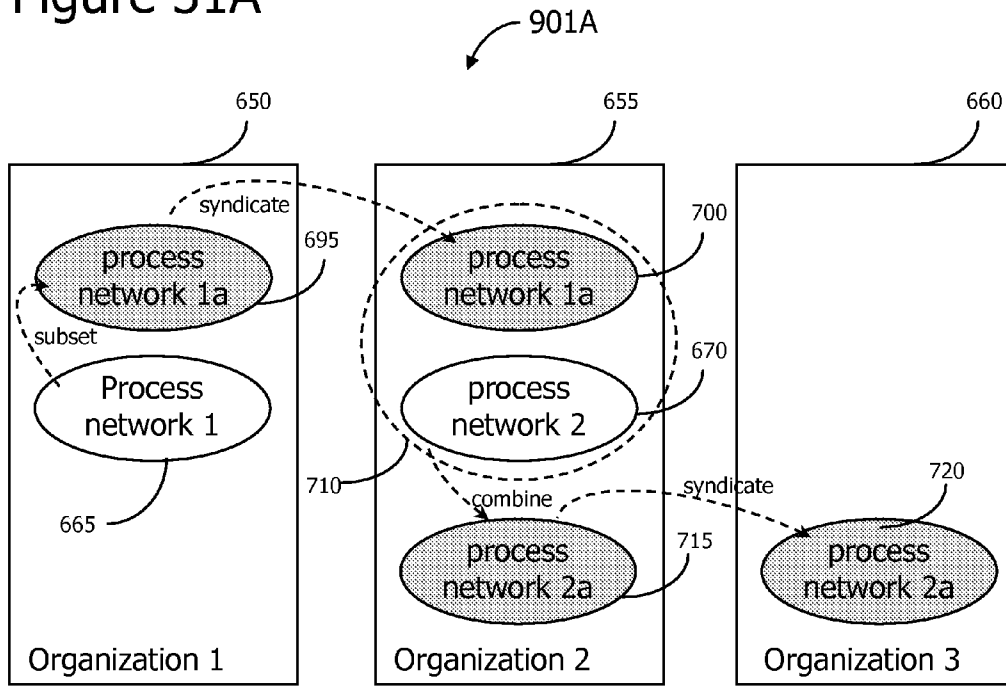 Figure 31A
901A
650
655
660
syndicate
700
695
process
network 1a
process
network 1a
subset
670
Process
network 1
process
network 2
710
combine
syndicate
720
665
715
process
network 2a
process
network 2a
Organization 1
Organization 2
Organization 3